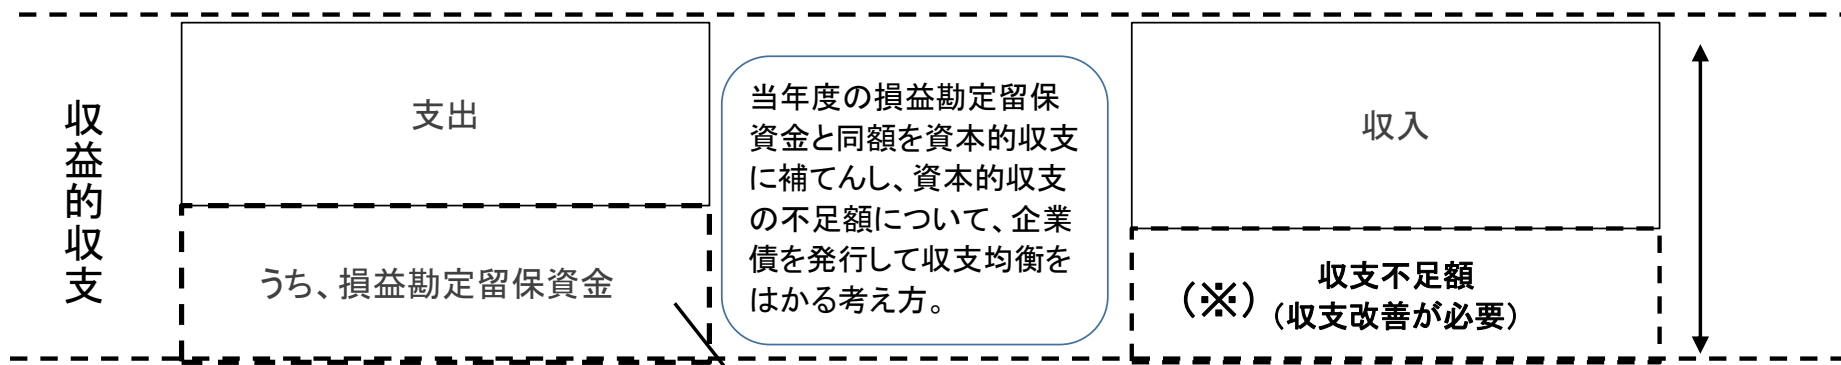 収益的収支
支出
うち、損益勘定留保資金
当年度の損益勘定留保
資金と同額を資本的収支
に補てんし、資本的収支
の不足額について、企業
債を発行して収支均衡を
はかる考え方。
収入
(※)
収支不足額
(収支改善が必要)